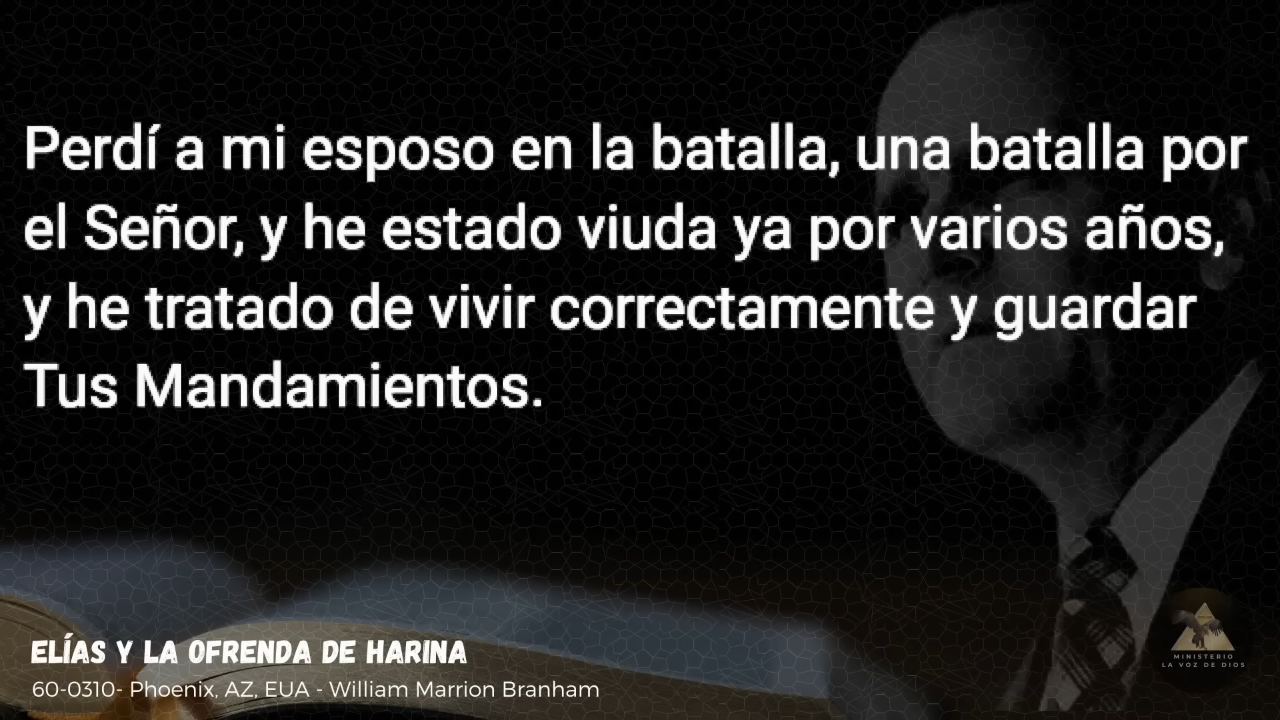 Perdí a mi esposo en la batalla, una batalla por
el Señor, y he estado viuda ya por varios años,
y he tratado de vivir correctamente y guardar
Tus Mandamientos.
ELÍAS Y LA OFRENDA DE HARINA
60-0310- Phoenix, AZ, EUA - William Marrion Branham
MINISTERIO
LA VOZ DE DIOS